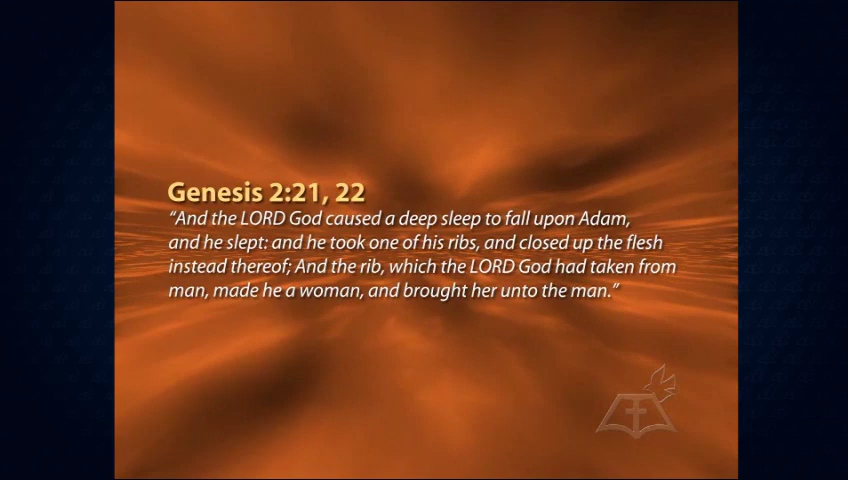 Genesis 2:21, 22
“And the LORD God caused a deep sleep to fall upon Adam,
and he slept: and he took one of his ribs, and closed up the flesh
instead thereof; And the rib, which the LORD God had taken from
man, made he a woman, and brought her unto the man.”